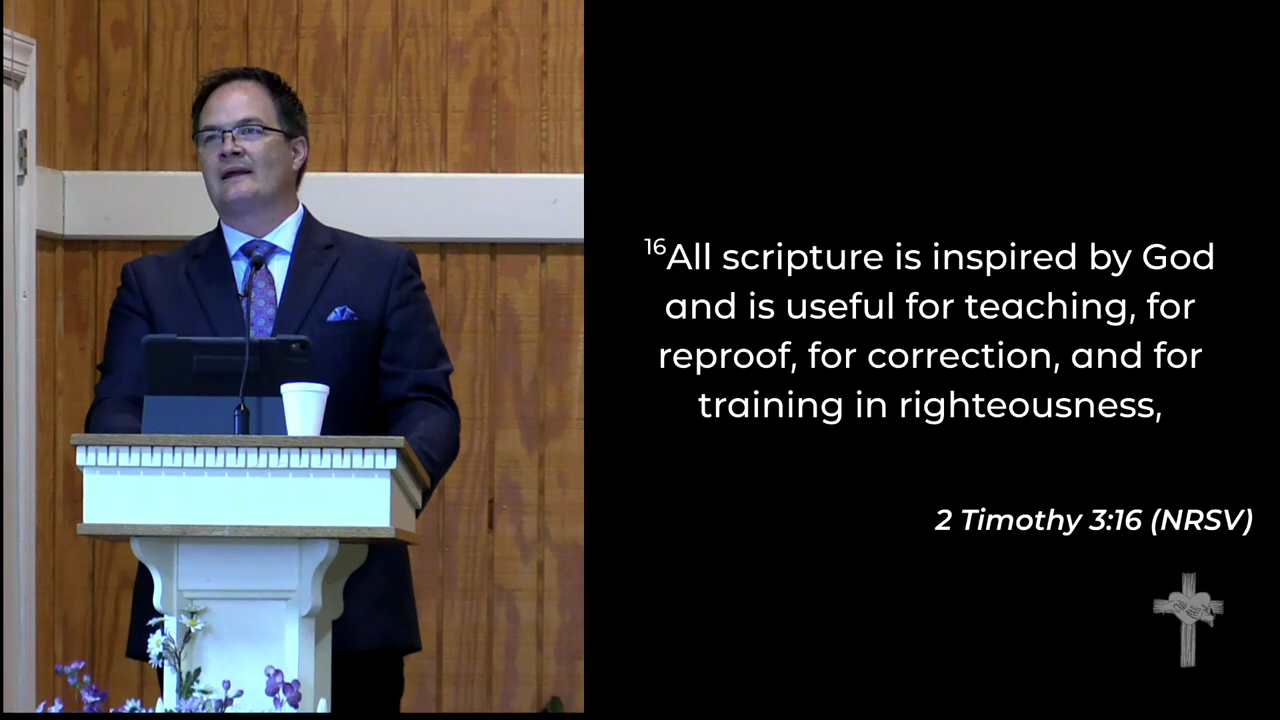 ¹⁶All scripture is inspired by God
and is useful for teaching, for
reproof, for correction, and for
training in righteousness,
2 Timothy 3:16 (NRSV)